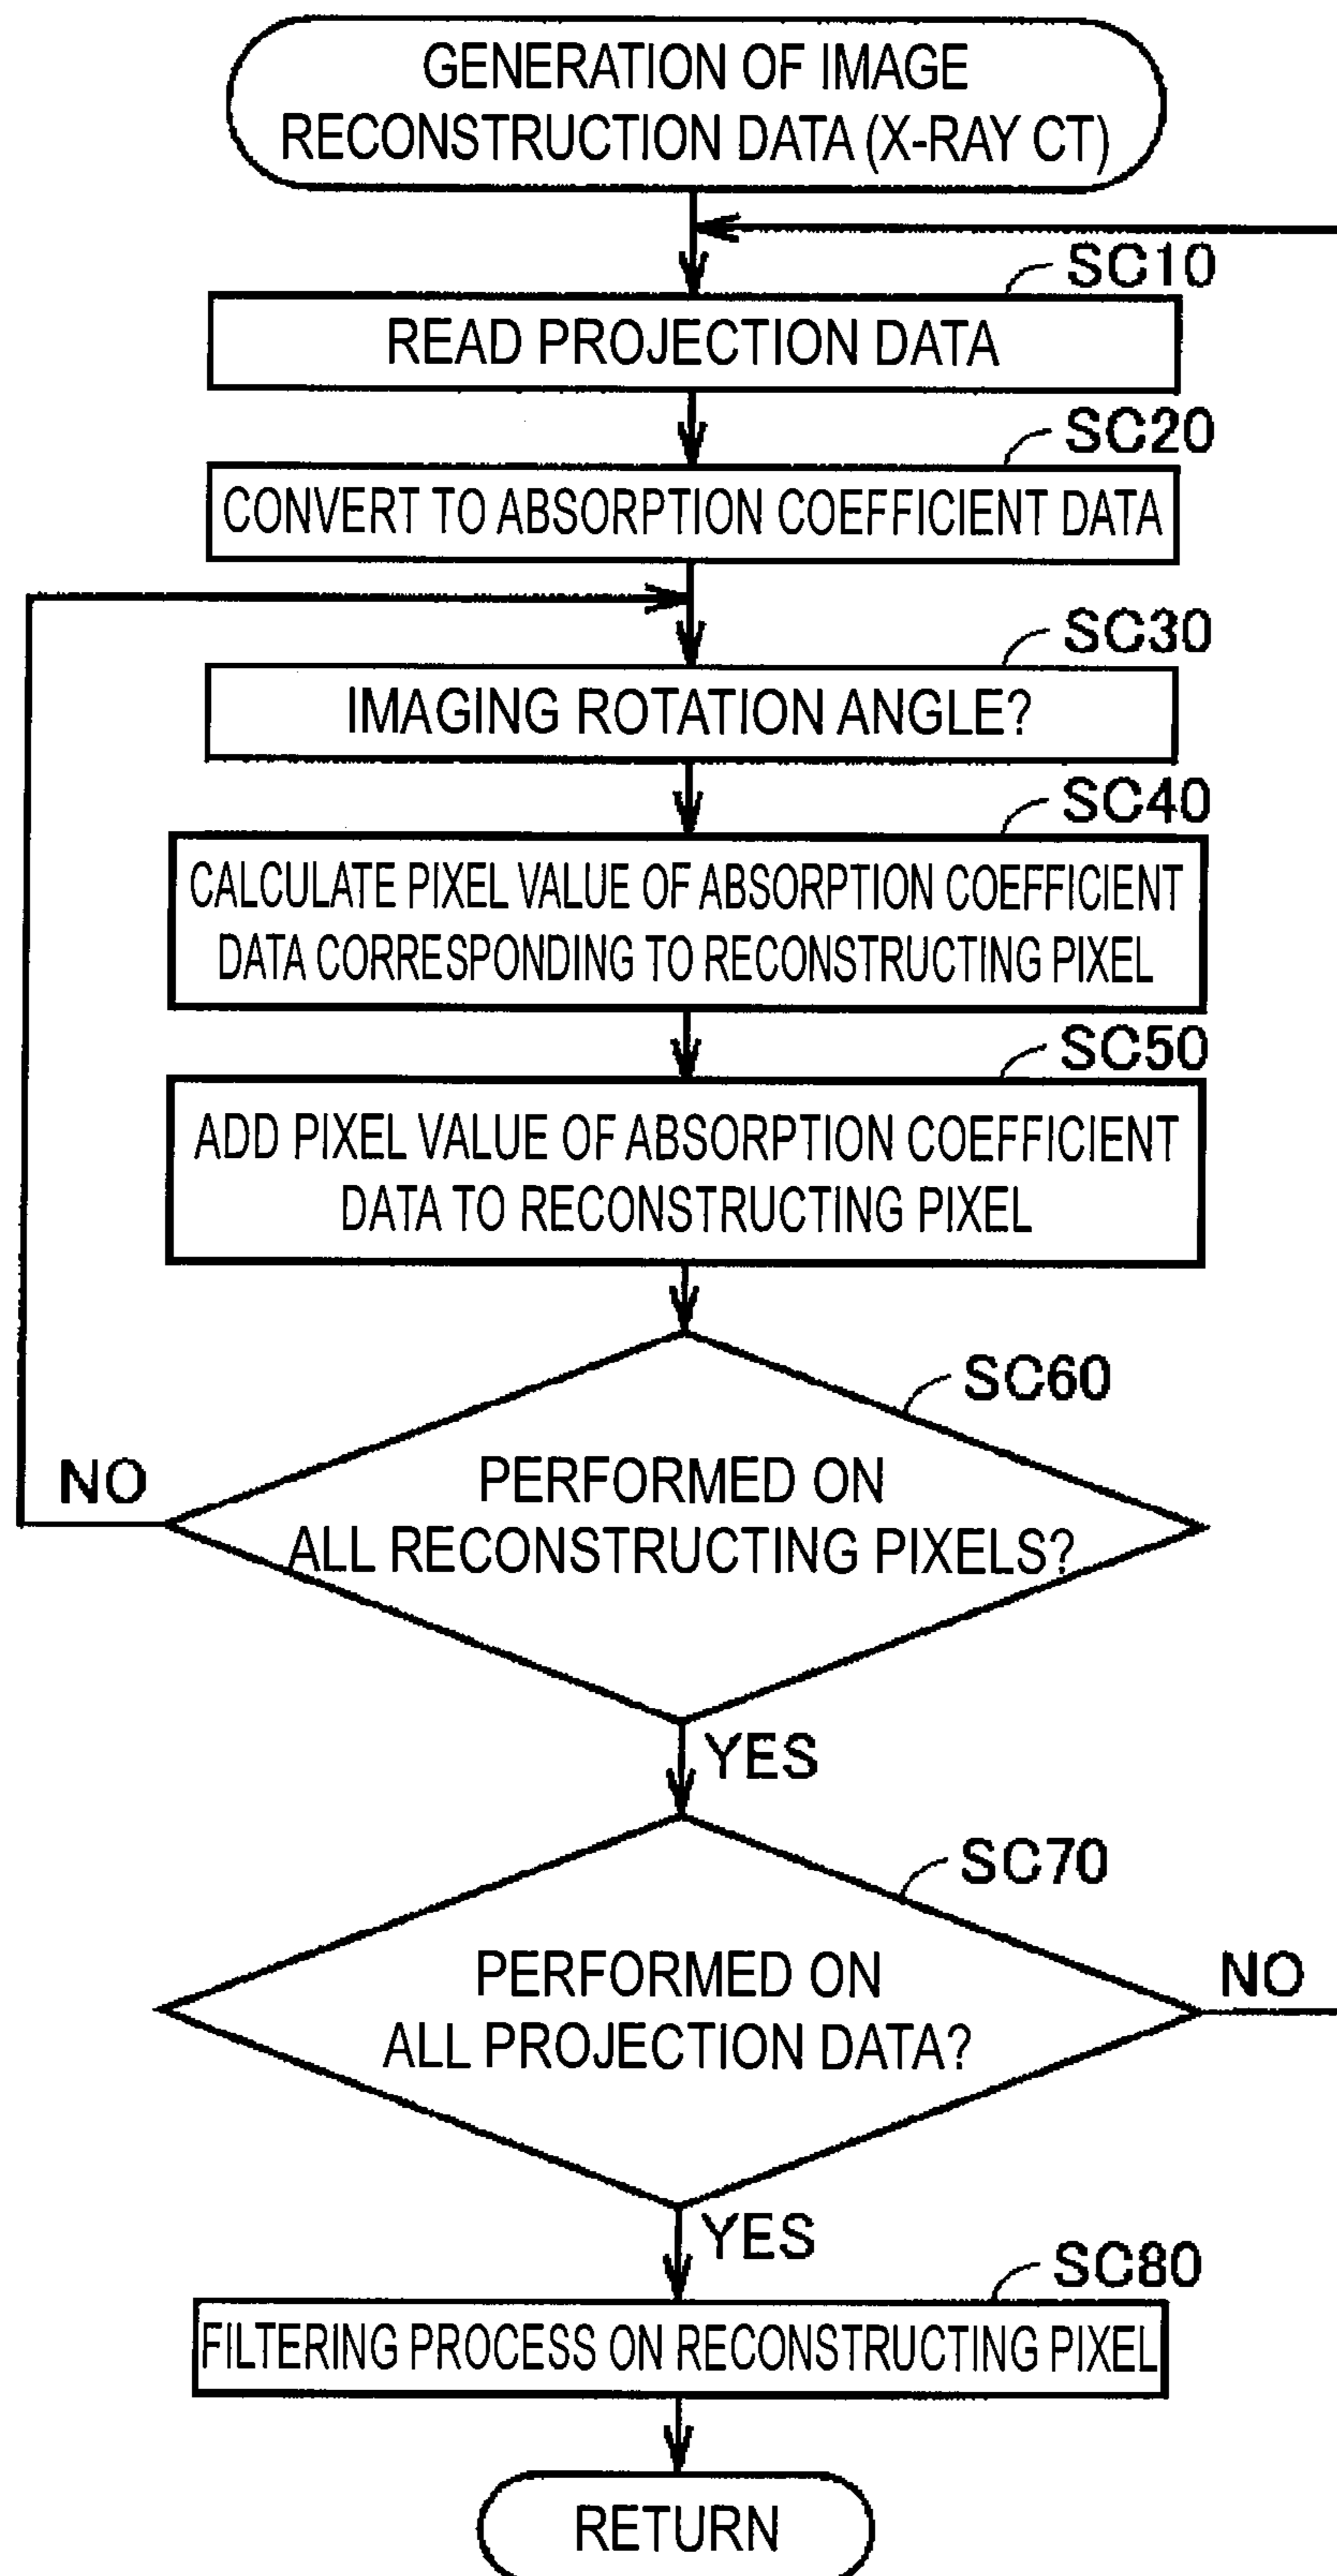 GENERATION OF IMAGE
RECONSTRUCTION DATA (X-RAY CT)
SC10
READ PROJECTION DATA
SC20
CONVERT TO ABSORPTION COEFFICIENT DATA
SC30
IMAGING ROTATION ANGLE?
SC40
CALCULATE PIXEL VALUE OF ABSORPTION COEFFICIENT
DATA CORRESPONDING TO RECONSTRUCTING PIXEL
SC50
ADD PIXEL VALUE OF ABSORPTION COEFFICIENT
DATA TO RECONSTRUCTING PIXEL
SC60
NO
PERFORMED ON
ALL RECONSTRUCTING PIXELS?
YES
SC70
PERFORMED ON
NO
ALL PROJECTION DATA?
YES
SC80
FILTERING PROCESS ON RECONSTRUCTING PIXEL
RETURN